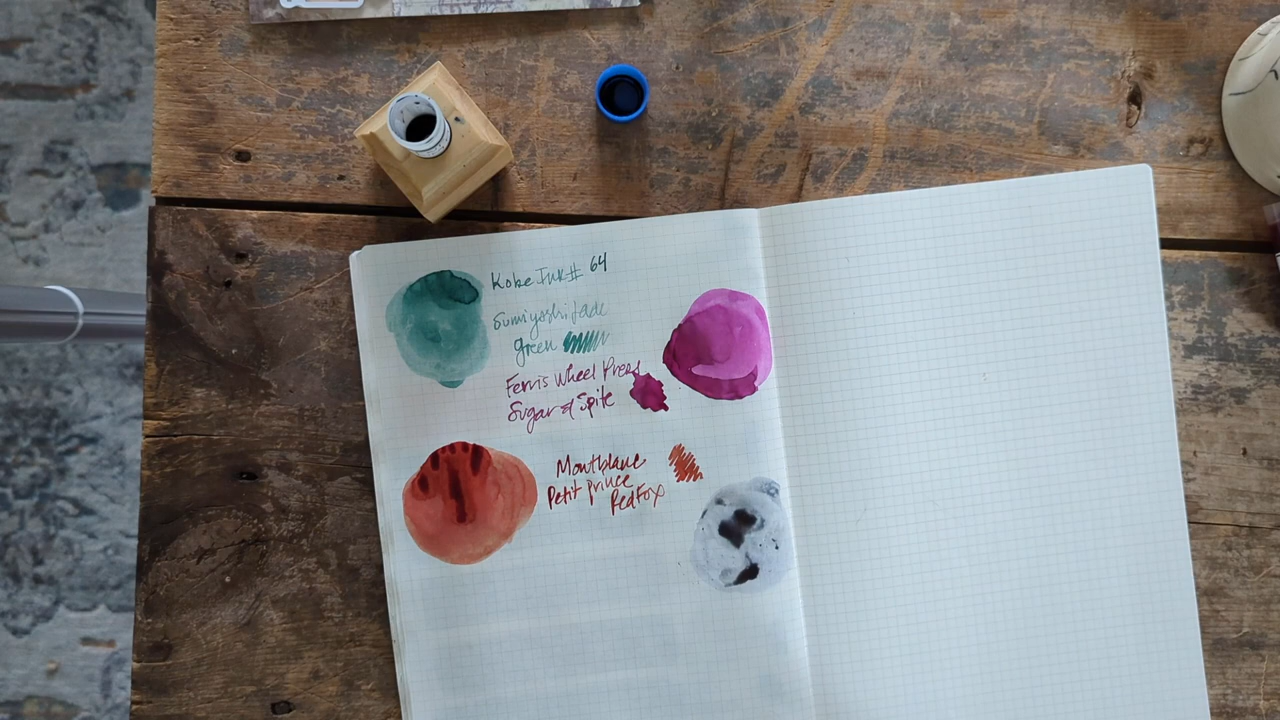 Kobe Ink# 64
Sumiyoshi Jade
green
Ferris Wheel Press
Sugar & Spite
Montblanc
Petit prince
Red Fox